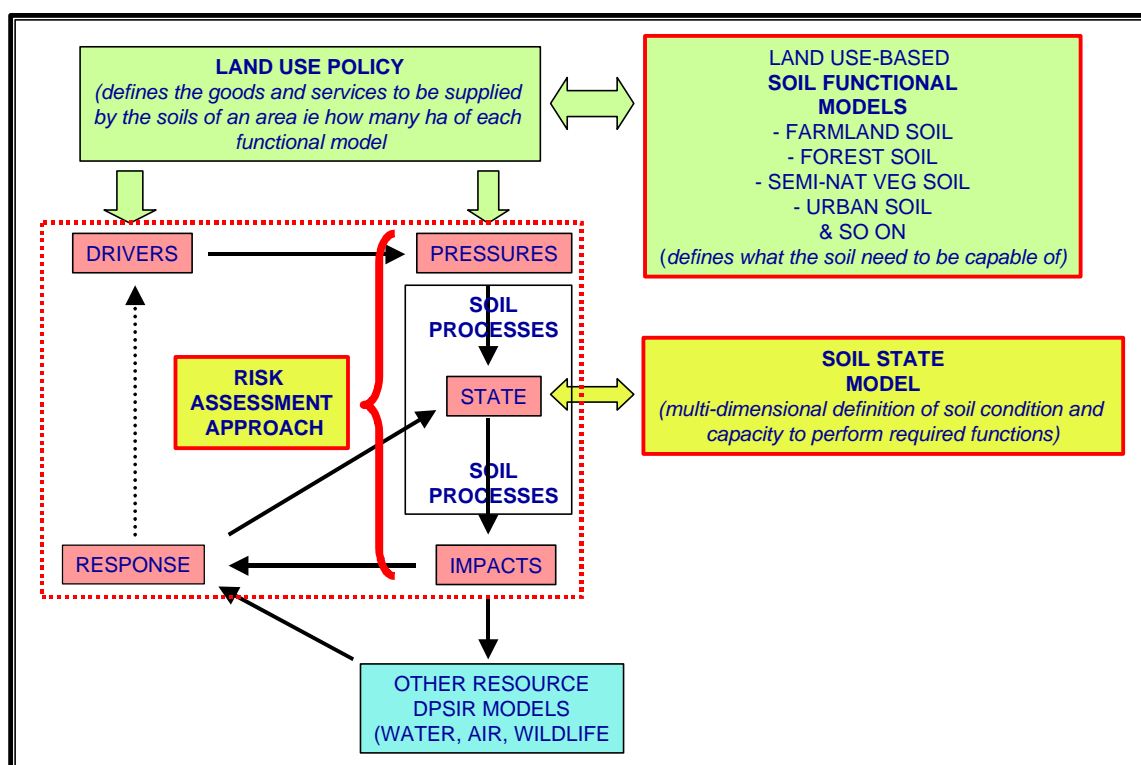 LAND USE POLICY
(defines the goods and services to be supplied
by the soils of an area ie how many ha of each
functional model
LAND USE-BASED
SOIL FUNCTIONAL
MODELS
- FARMLAND SOIL
- FOREST SOIL
- SEMI-NAT VEG SOIL
- URBAN SOIL
& SO ON
(defines what the soil need to be capable of)
DRIVERS
PRESSURES
SOIL
PROCESSES
RISK
ASSESSMENT
APPROACH
STATE
SOIL STATE
MODEL
(multi-dimensional definition of soil condition and
capacity to perform required functions)
SOIL
PROCESSES
RESPONSE
IMPACTS
OTHER RESOURCE
DPSIR MODELS
(WATER, AIR, WILDLIFE